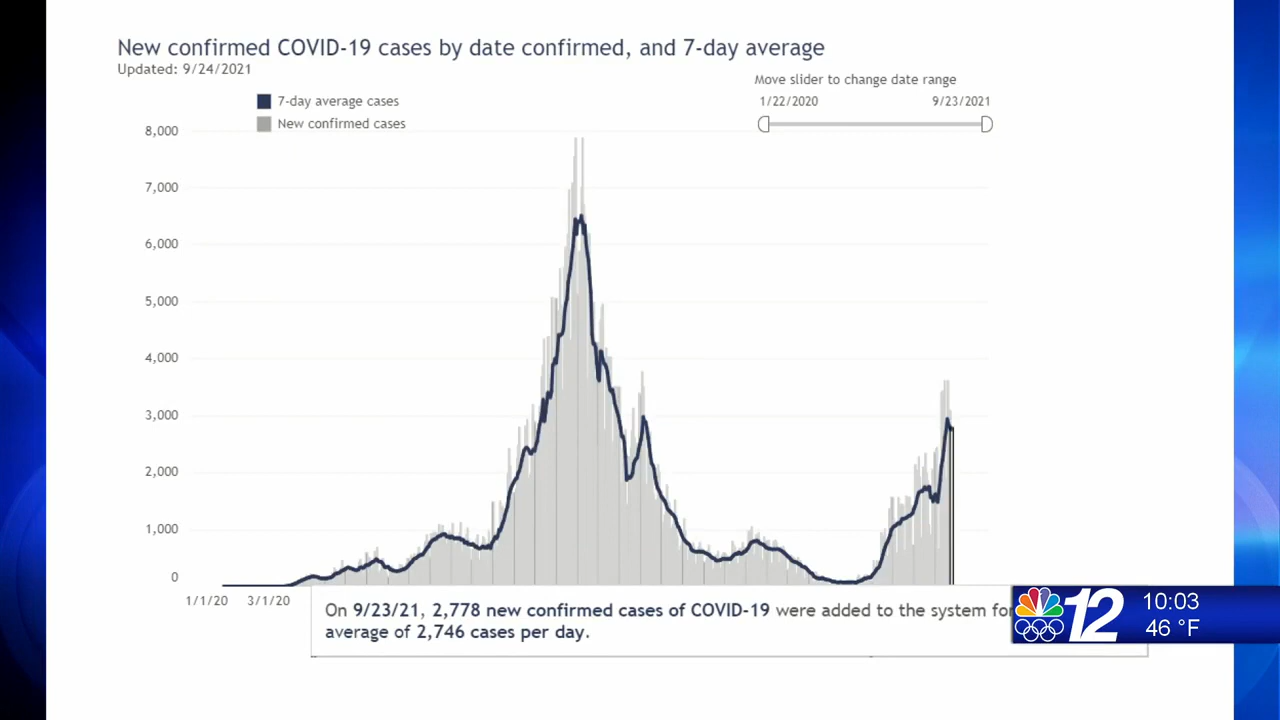 New confirmed COVID-19 cases by date confirmed, and 7-day average
Updated: 9/24/2021
Move slider to change date range
1/22/2020 9/23/2021
7-day average cases
New confirmed cases
8,000
7,000
6,000
5,000
4,000
3,000
2,000
1,000
0
1/1/20 3/1/20
On 9/23/21, 2,778 new confirmed cases of COVID-19 were added to the system for
average of 2,746 cases per day.
12
10:03
46 °F